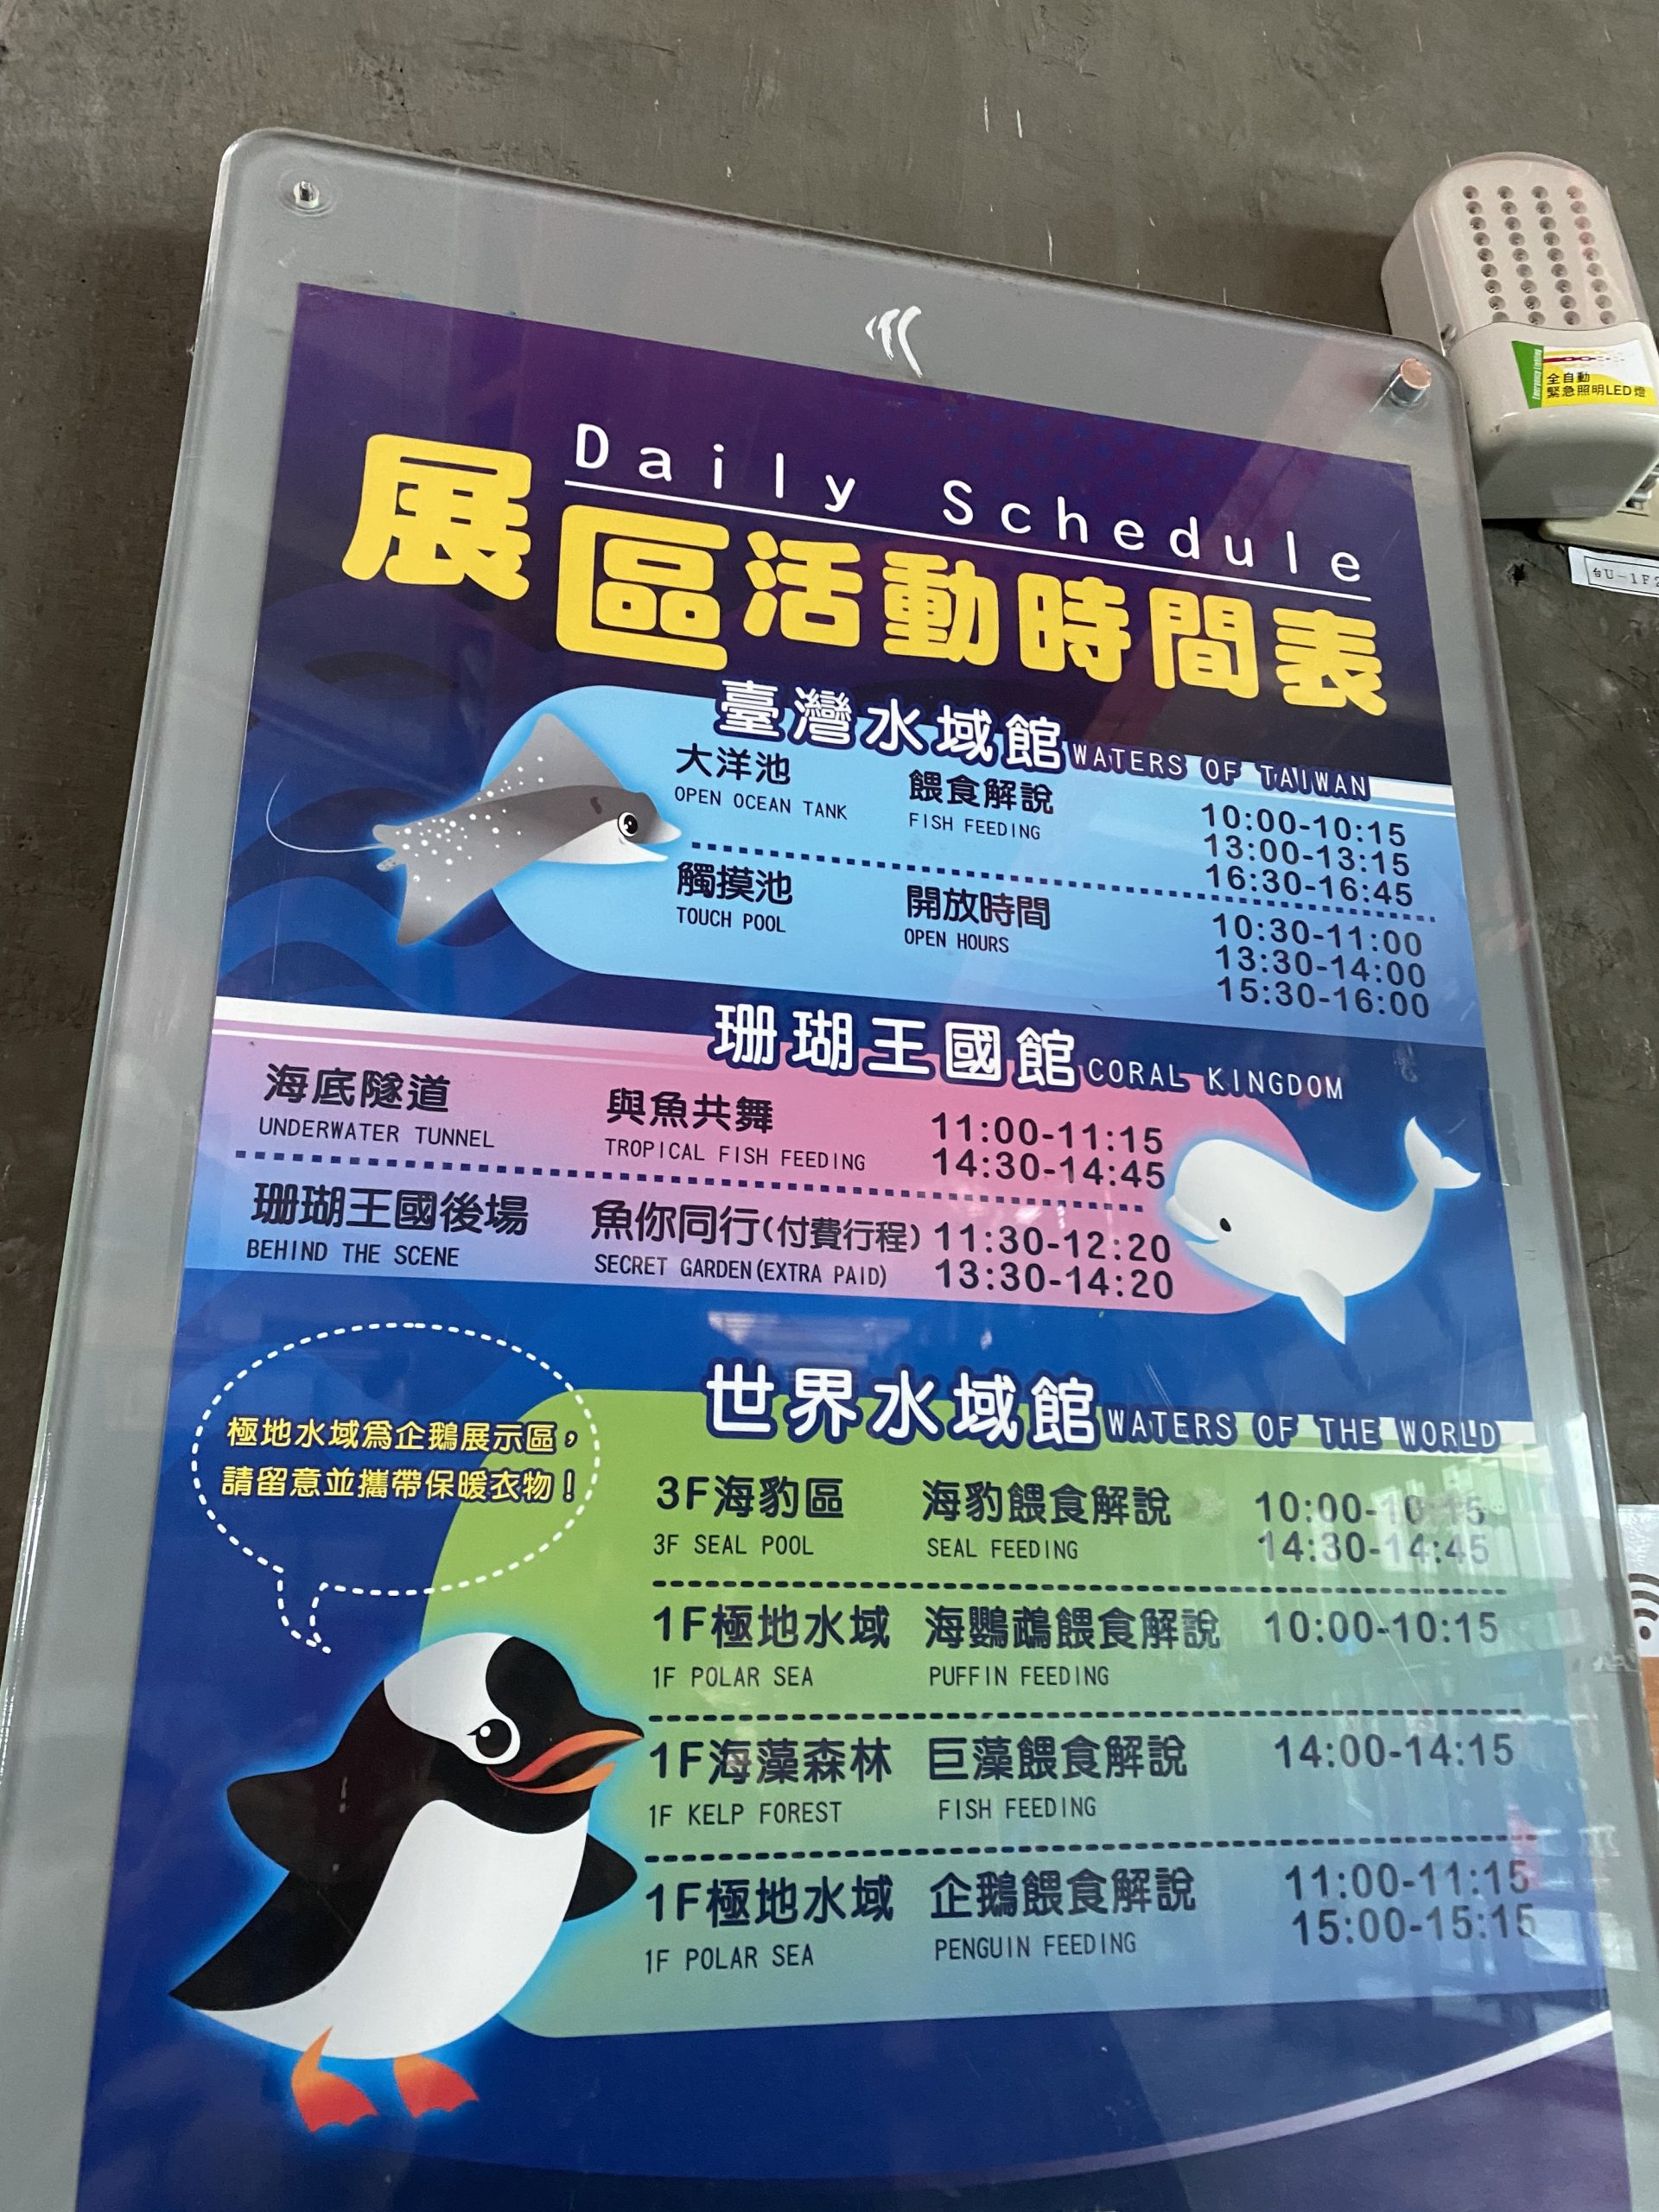 Daily Schedule
展區活動時間表
臺灣水域館 WATERS OF TAIWAN
大洋池 餵食解說 10:00-10:15
OPEN OCEAN TANK FISH FEEDING 13:00-13:15
16:30-16:45
觸摸池 開放時間 10:30-11:00
TOUCH POOL OPEN HOURS 13:30-14:00
15:30-16:00
珊瑚王國館 CORAL KINGDOM
海底隧道 與魚共舞 11:00-11:15
UNDERWATER TUNNEL TROPICAL FISH FEEDING 14:30-14:45
珊瑚王國後場 魚你同行(付費行程) 11:30-12:20
BEHIND THE SCENE SECRET GARDEN(EXTRA PAID) 13:30-14:20
極地水域為企鵝展示區，
請留意並攜帶保暖衣物！
世界水域館 WATERS OF THE WORLD
3F海豹區 海豹餵食解說 10:00-10:15
3F SEAL POOL SEAL FEEDING 14:30-14:45
1F極地水域 海鸚鵡餵食解說 10:00-10:15
1F POLAR SEA PUFFIN FEEDING
1F海藻森林 巨藻餵食解說 14:00-14:15
1F KELP FOREST FISH FEEDING
1F極地水域 企鵝餵食解說 11:00-11:15
1F POLAR SEA PENGUIN FEEDING 15:00-15:15
Emergency Lighting
全自動
緊急照明LED燈